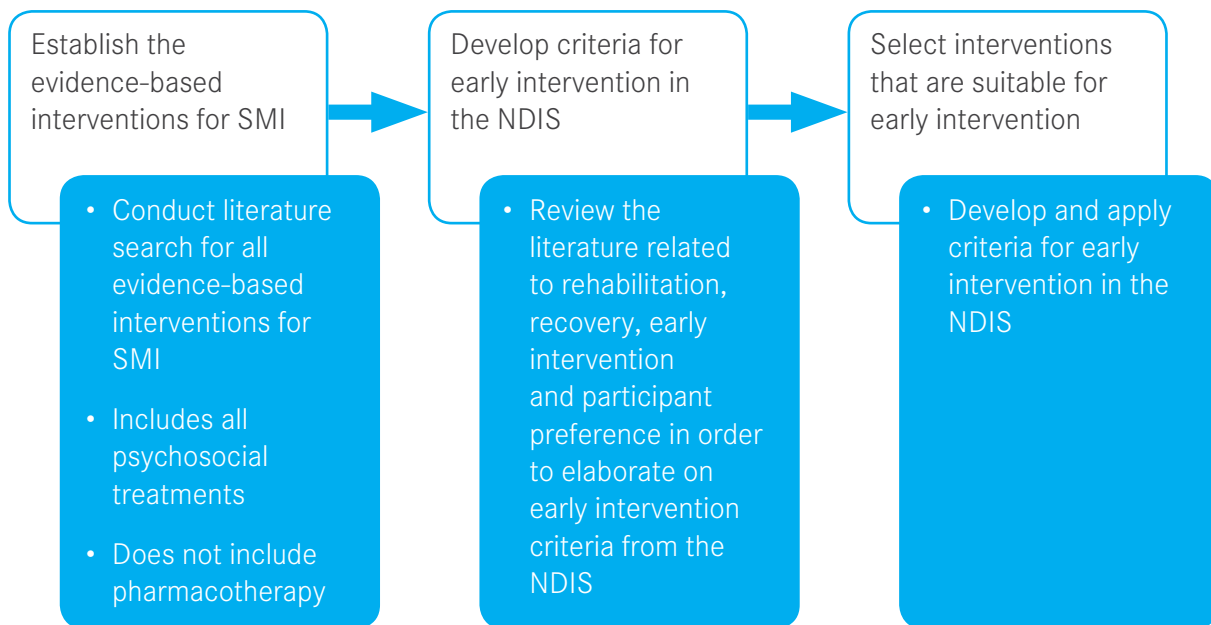 Establish the
evidence-based
interventions for SMI
• Conduct literature
search for all
evidence-based
interventions for
SMI
• Includes all
psychosocial
treatments
• Does not include
pharmacotherapy
Develop criteria for
early intervention in
the NDIS
• Review the
literature related
to rehabilitation,
recovery, early
intervention
and participant
preference in order
to elaborate on
early intervention
criteria from the
NDIS
Select interventions
that are suitable for
early intervention
• Develop and apply
criteria for early
intervention in the
NDIS